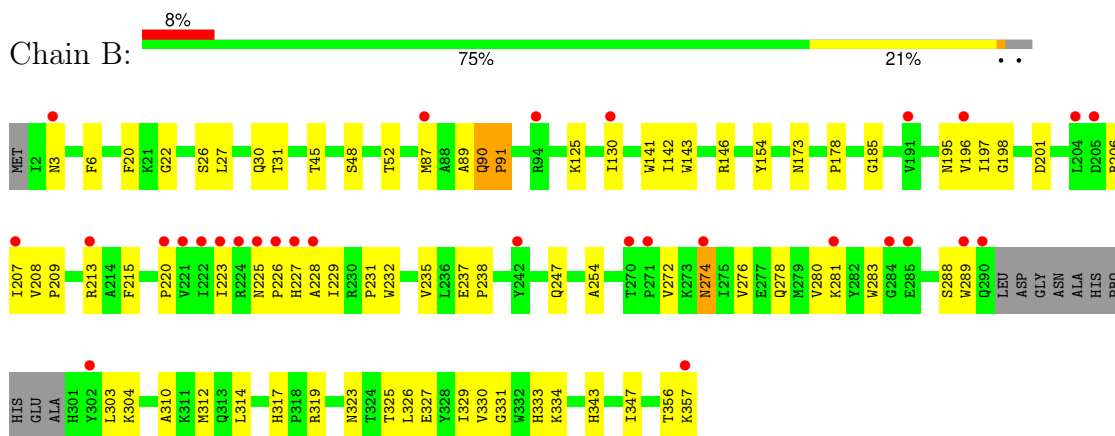 8%
Chain B:
75% 21% • •
MET I2 N3 F6 F20 K21 G22 S26 L27 Q30 T31 T45 S48 T52 M87 A88 A89 Q90 P91 R94 K125 I130 W141 I142 W143 R146 Y154 N173 P178 G185 V191 N195 V196 I197 G198 D201 L204 D205 R206
I207 V208 P209 R213 A214 F215 P220 V221 I222 I223 R224 N225 P226 H227 A228 I229 R230 P231 W232 V235 L236 E237 P238 Y242 Q247 A254 T270 P271 V272 K273 N274 I275 V276 E277 Q278 M279 V280 K281 Y282 W283 G284 E285 S288 W289 Q290 LEU ASP GLY ASN ALA HIS PRO
HIS GLU ALA H301 Y302 L303 K304 A310 K311 M312 Q313 L314 H317 P318 R319 N323 T324 T325 L326 E327 Y328 I329 V330 G331 W332 H333 K334 H343 I347 T356 K357